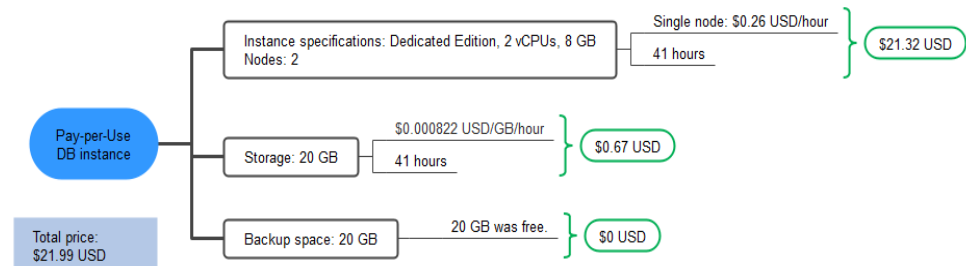 Single node: $0.26 USD/hour
Instance specifications: Dedicated Edition, 2 vCPUs, 8 GB
Nodes: 2
41 hours
$21.32 USD
Pay-per-Use
DB instance
$0.000822 USD/GB/hour
Storage: 20 GB
41 hours
$0.67 USD
Total price:
$21.99 USD
Backup space: 20 GB
20 GB was free.
$0 USD